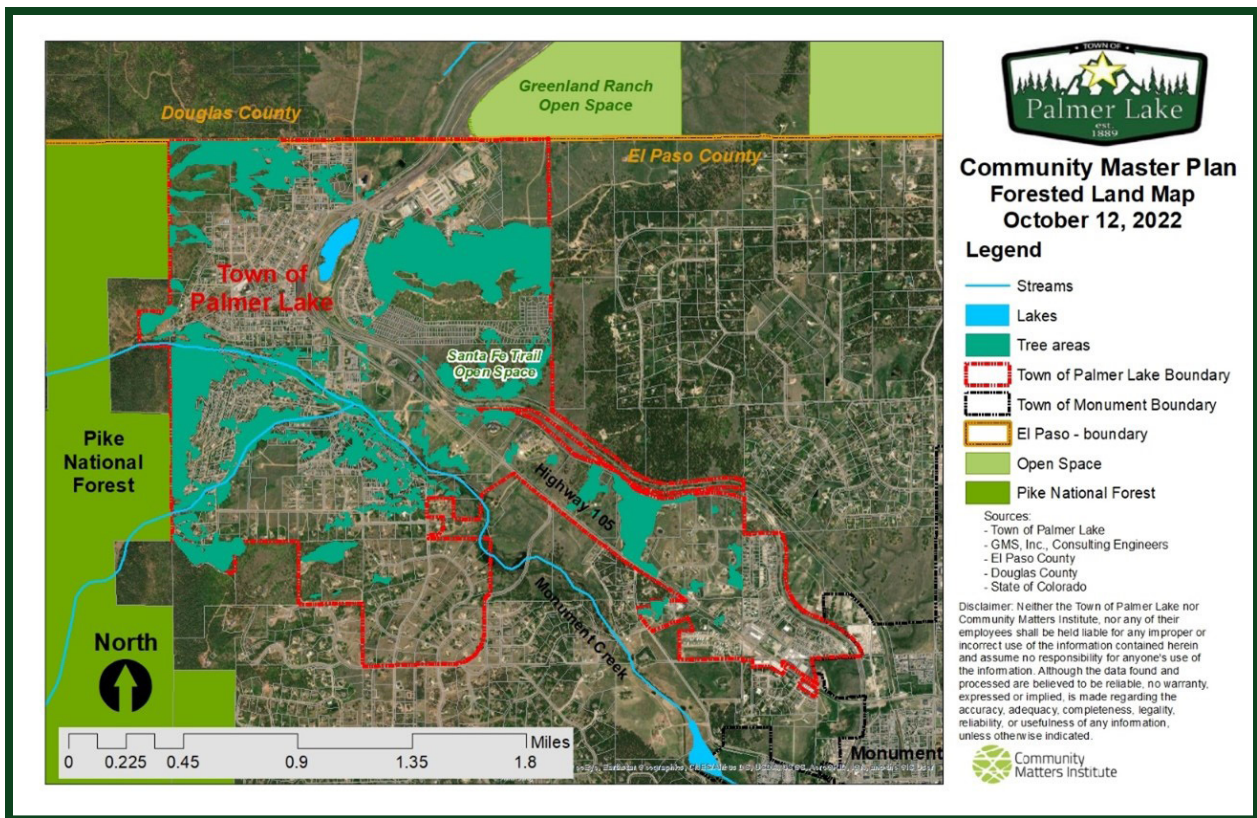 Greenland Ranch
Open Space
Douglas County
El Paso County
Town of
Palmer Lake
Santa Fe Trail
Open Space
Pike
National
Forest
Highway 105
Monument Creek
North
Monument
Miles
0 0.225 0.45 0.9 1.35 1.8
TOWN OF
Palmer Lake
est.
1889
Community Master Plan
Forested Land Map
October 12, 2022
Legend
Streams
Lakes
Tree areas
Town of Palmer Lake Boundary
Town of Monument Boundary
El Paso - boundary
Open Space
Pike National Forest
Sources:
- Town of Palmer Lake
- GMS, Inc., Consulting Engineers
- El Paso County
- Douglas County
- State of Colorado
Disclaimer: Neither the Town of Palmer Lake nor
Community Matters Institute, nor any of their
employees shall be held liable for any improper or
incorrect use of the information contained herein
and assume no responsibility for anyone's use of
the information. Although the data found and
processed are believed to be reliable, no warranty,
expressed or implied, is made regarding the
accuracy, adequacy, completeness, legality,
reliability, or usefulness of any information,
unless otherwise indicated.
Community
Matters Institute